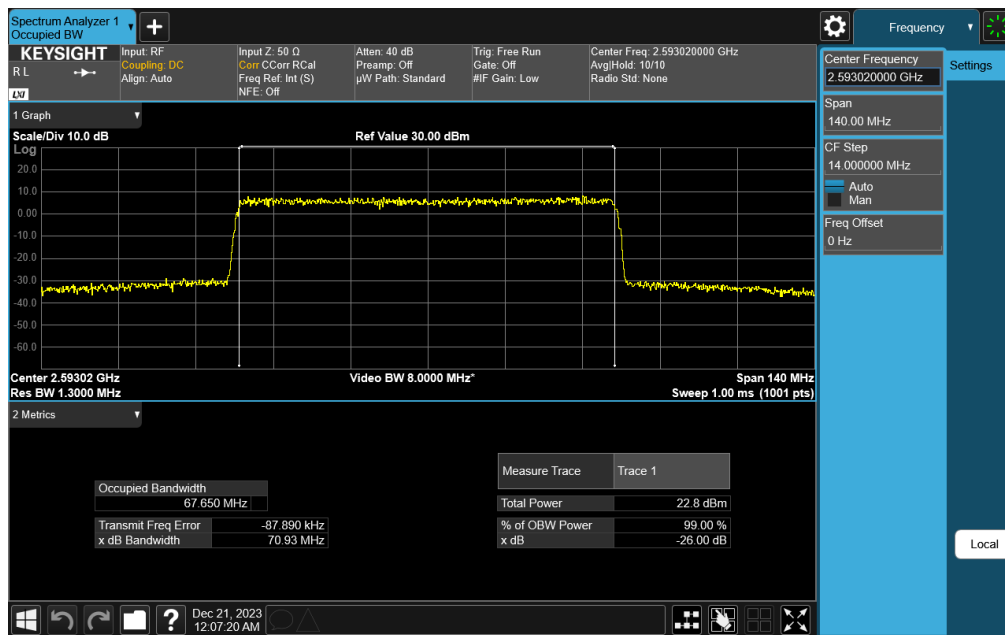 Spectrum Analyzer 1
Occupied BW
Frequency
KEYSIGHT
R L
LXI
Input: RF
Coupling: DC
Align: Auto
Input Z: 50 Ω
Corr CCorr RCal
Freq Ref: Int (S)
NFE: Off
Atten: 40 dB
Preamp: Off
µW Path: Standard
Trig: Free Run
Gate: Off
#IF Gain: Low
Center Freq: 2.593020000 GHz
Avg|Hold: 10/10
Radio Std: None
Center Frequency
2.593020000 GHz
Settings
Span
140.00 MHz
CF Step
14.000000 MHz
Auto
Man
Freq Offset
0 Hz
1 Graph
Scale/Div 10.0 dB
Ref Value 30.00 dBm
Log
20.0
10.0
0.00
-10.0
-20.0
-30.0
-40.0
-50.0
-60.0
Center 2.59302 GHz
Video BW 8.0000 MHz*
Span 140 MHz
Res BW 1.3000 MHz
Sweep 1.00 ms (1001 pts)
2 Metrics
Measure Trace Trace 1
Occupied Bandwidth
67.650 MHz
Total Power 22.8 dBm
Transmit Freq Error -87.890 kHz
% of OBW Power 99.00 %
x dB Bandwidth 70.93 MHz
x dB -26.00 dB
Local
?
Dec 21, 2023
12:07:20 AM